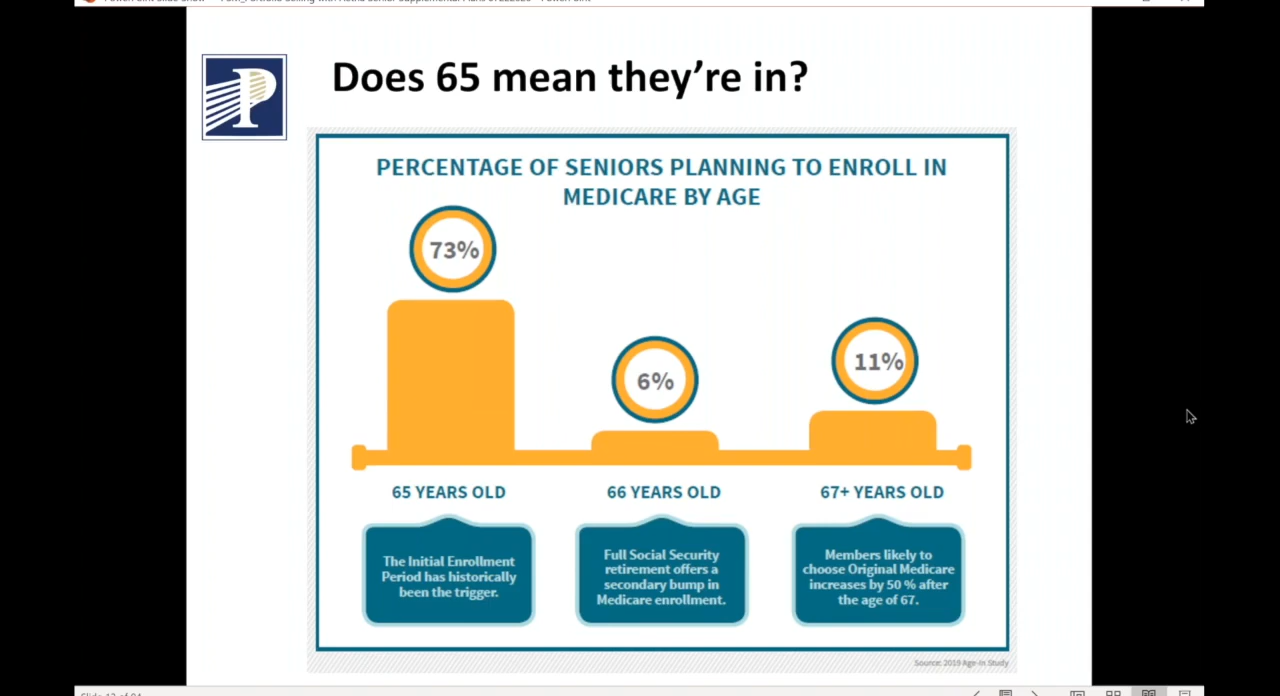 Does 65 mean they're in?
P
PERCENTAGE OF SENIORS PLANNING TO ENROLL IN
MEDICARE BY AGE
73%
6%
11%
65 YEARS OLD
66 YEARS OLD
67+ YEARS OLD
The Initial Enrollment
Period has historically
been the trigger.
Full Social Security
retirement offers a
secondary bump in
Medicare enrollment.
Members likely to
choose Original Medicare
increases by 50 % after
the age of 67.
Source: 2019 Age-in Study